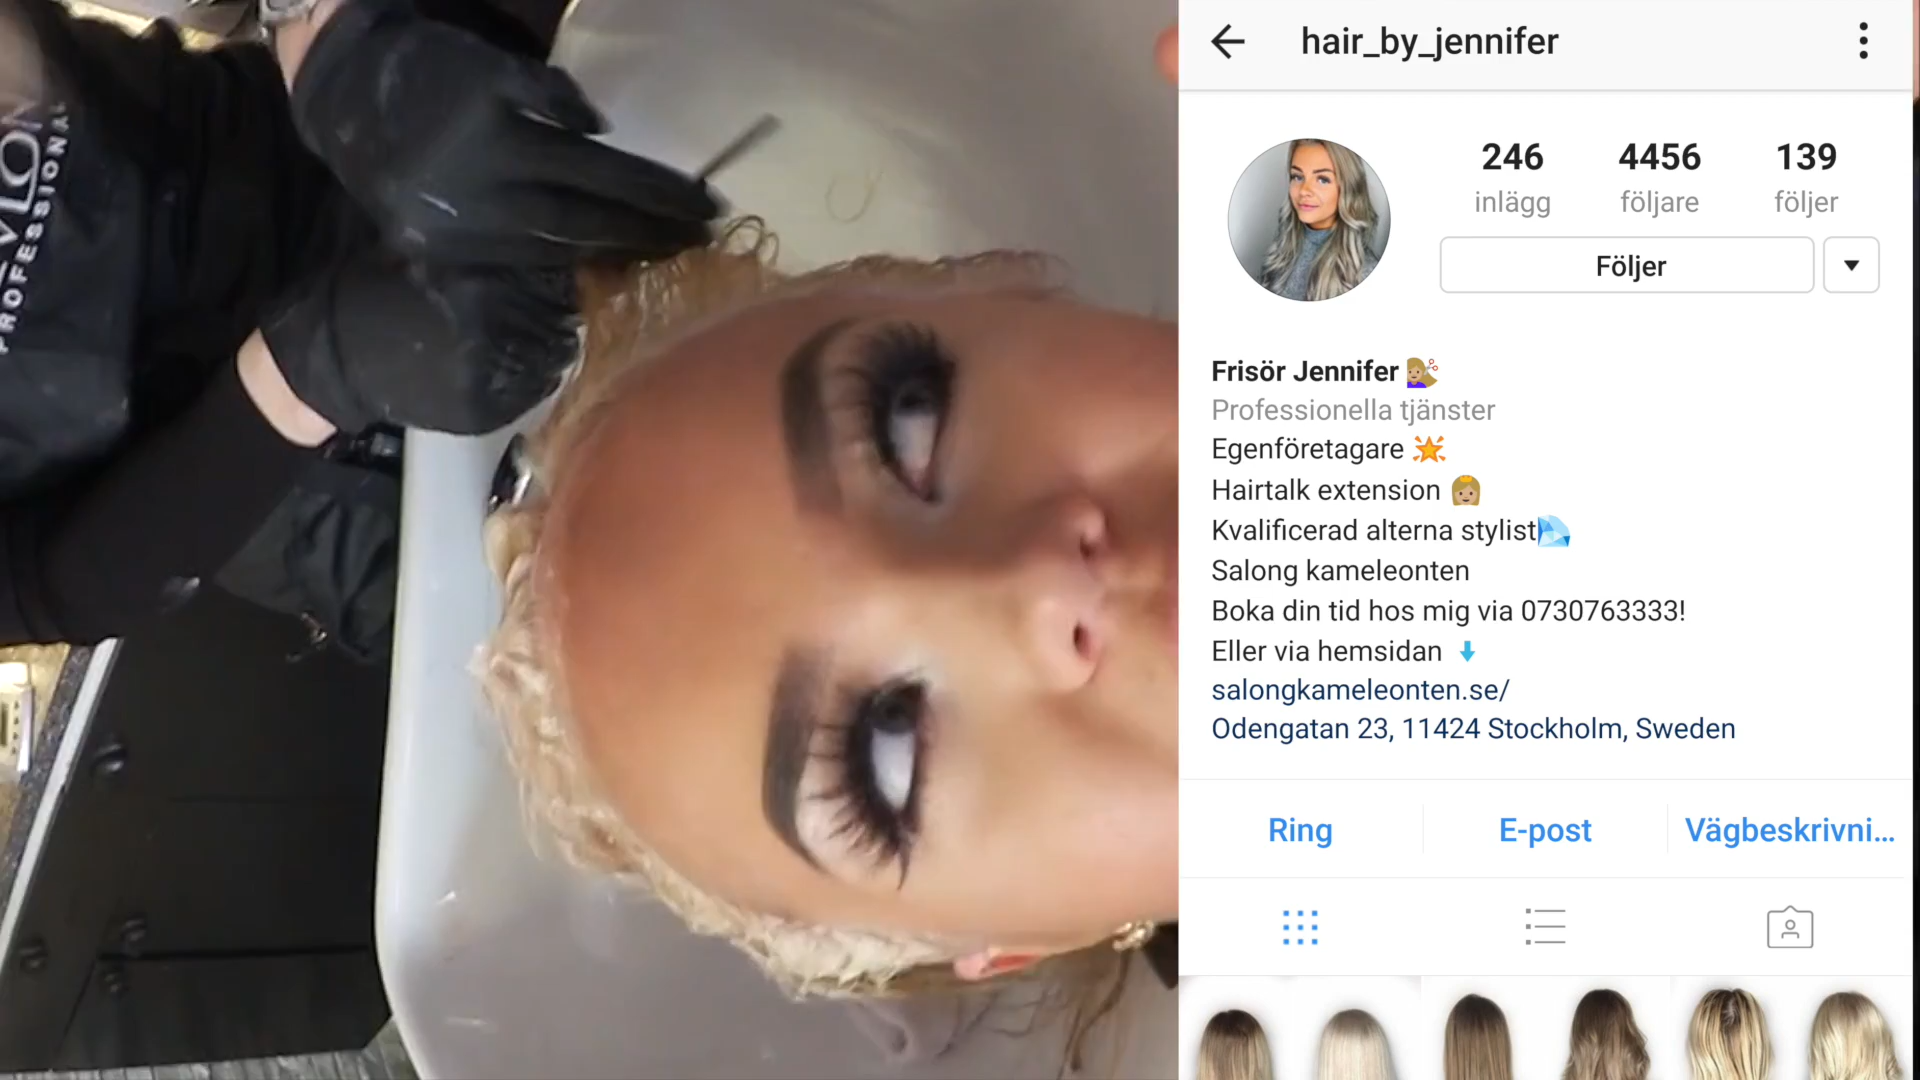 PROFESSIONAL
hair_by_jennifer
246 4456 139
inlägg följare följer
Följer
Frisör Jennifer
Professionella tjänster
Egenföretagare
Hairtalk extension
Kvalificerad alterna stylist
Salong kameleonten
Boka din tid hos mig via 0730763333!
Eller via hemsidan
salongkameleonten.se/
Odengatan 23, 11424 Stockholm, Sweden
Ring E-post Vägbeskrivni...